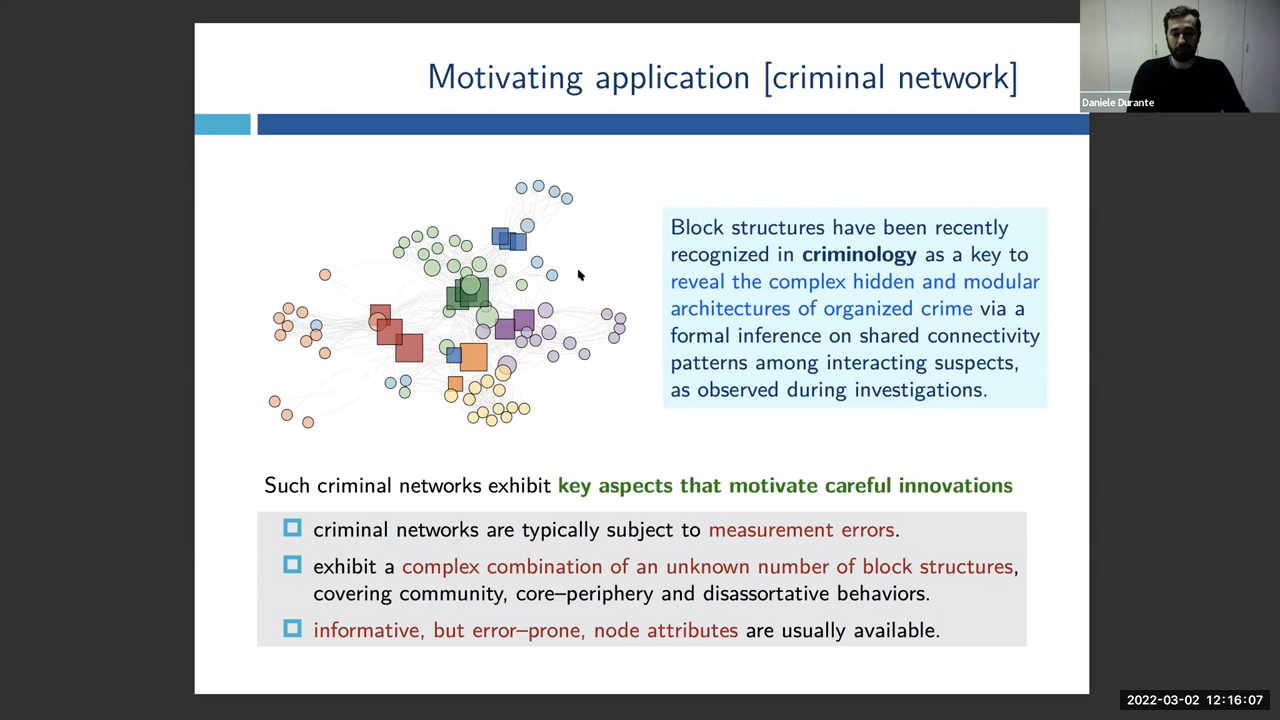 Motivating application [criminal network]
Daniele Durante
Block structures have been recently
recognized in criminology as a key to
reveal the complex hidden and modular
architectures of organized crime via a
formal inference on shared connectivity
patterns among interacting suspects,
as observed during investigations.
Such criminal networks exhibit key aspects that motivate careful innovations
criminal networks are typically subject to measurement errors.
exhibit a complex combination of an unknown number of block structures,
covering community, core–periphery and disassortative behaviors.
informative, but error–prone, node attributes are usually available.
2022-03-02 12:16:07